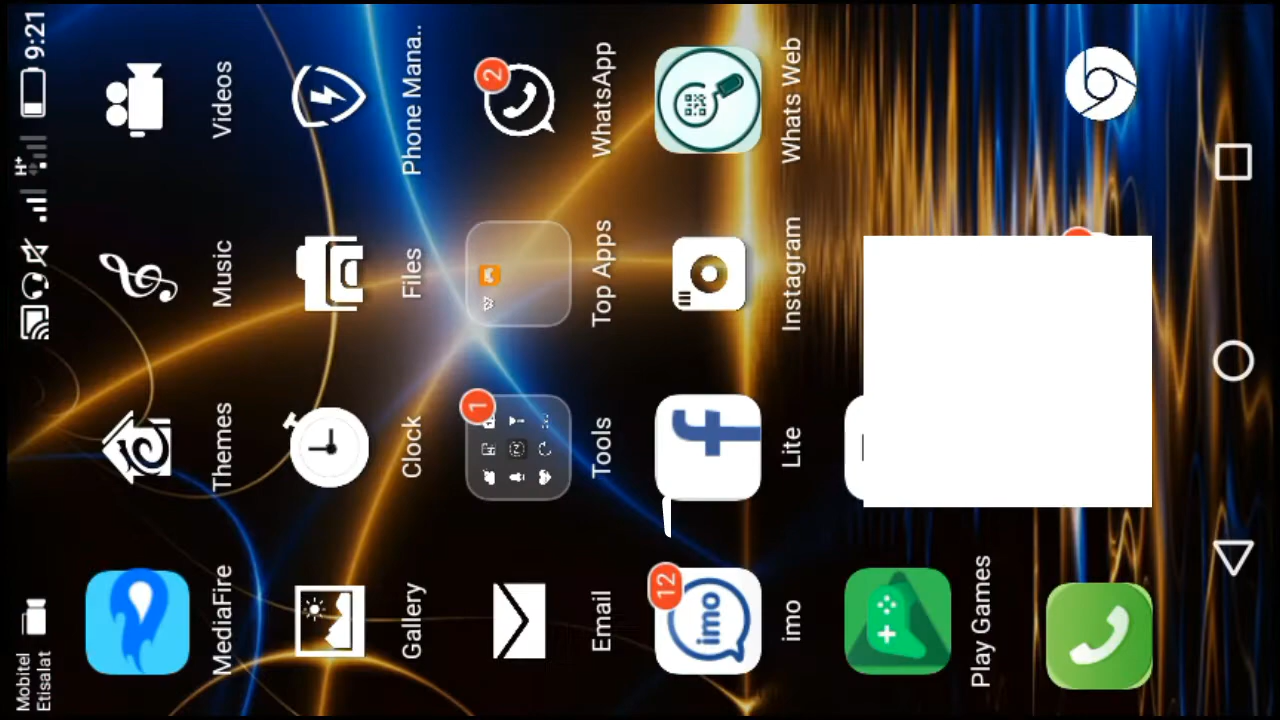 Mobitel
Etisalat
H+
9:21
MediaFire
Themes
Music
Videos
Gallery
Clock
Files
Phone Mana..
1
2
Email
Tools
Top Apps
WhatsApp
12
imo
f
imo
Lite
Instagram
Whats Web
Play Games